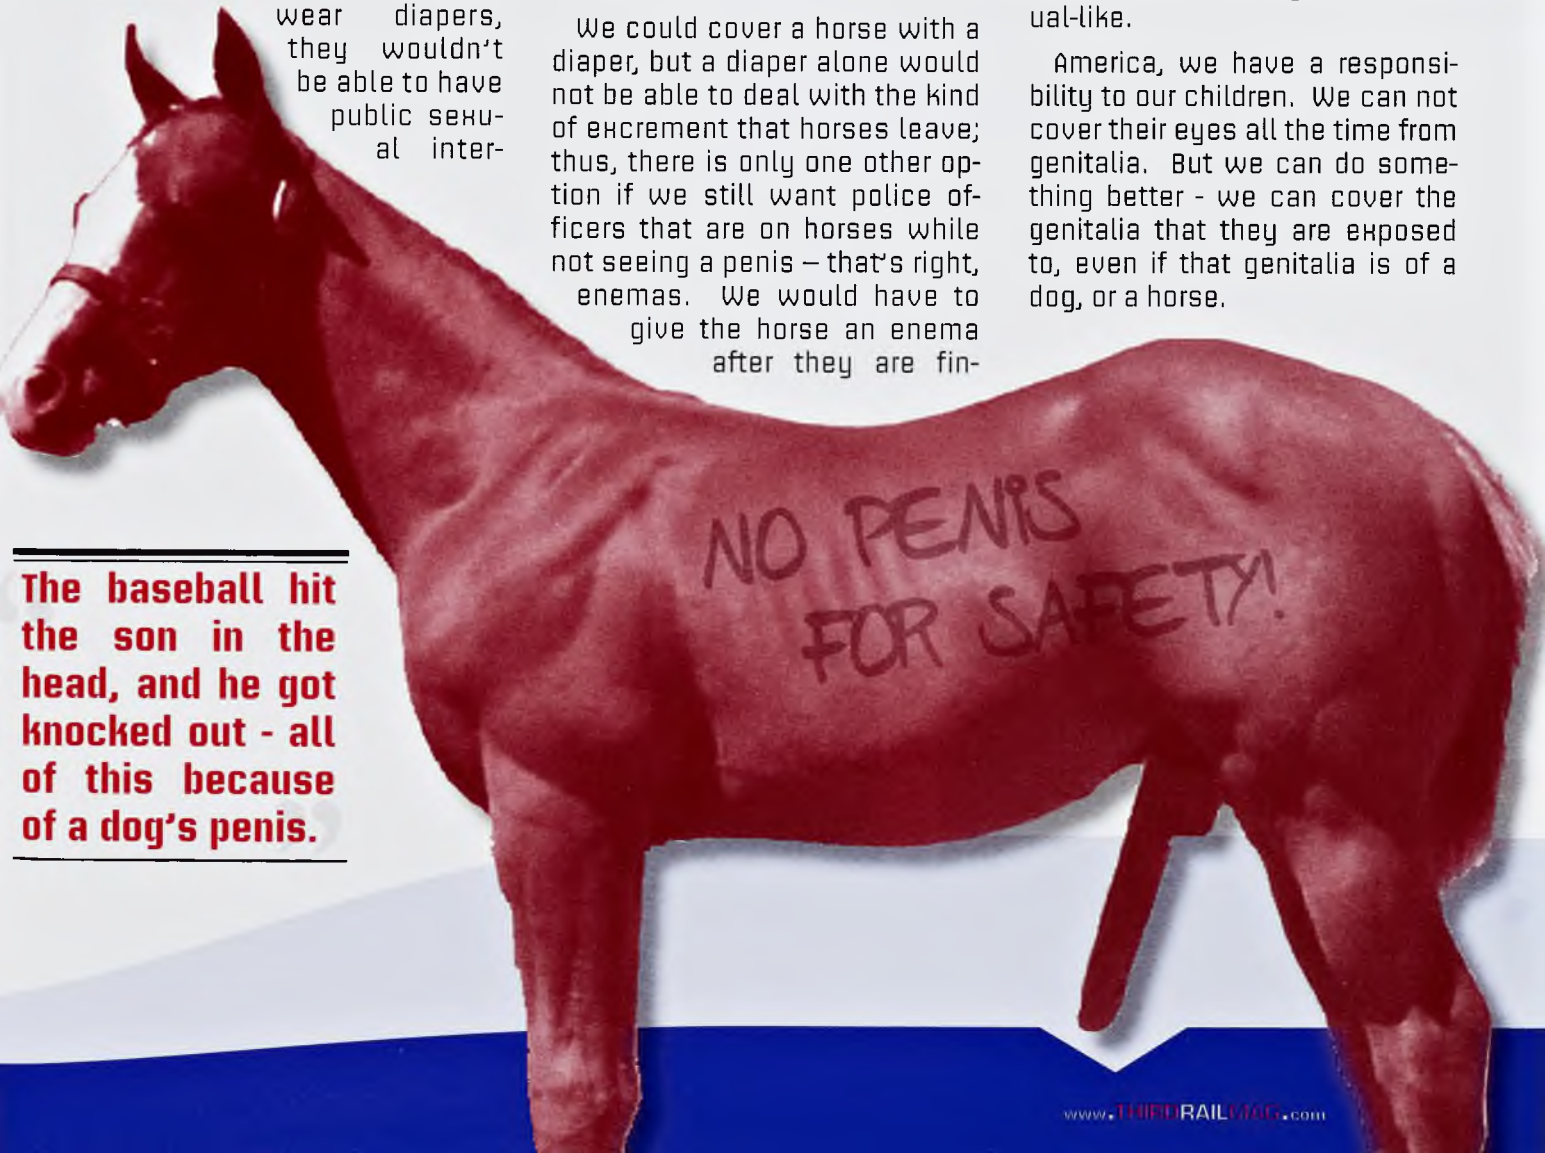 wear diapers,
they wouldn't
be able to have
public sexu-
al inter-
We could cover a horse with a
diaper, but a diaper alone would
not be able to deal with the kind
of excrement that horses leave;
thus, there is only one other op-
tion if we still want police of-
ficers that are on horses while
not seeing a penis – that's right,
enemas. We would have to
give the horse an enema
after they are fin-
ual-like.
America, we have a responsi-
bility to our children. We can not
cover their eyes all the time from
genitalia. But we can do some-
thing better - we can cover the
genitalia that they are exposed
to, even if that genitalia is of a
dog, or a horse.
NO PENIS
FOR SAFETY!
The baseball hit
the son in the
head, and he got
knocked out - all
of this because
of a dog's penis.
www.THIRDRAILMAG.com